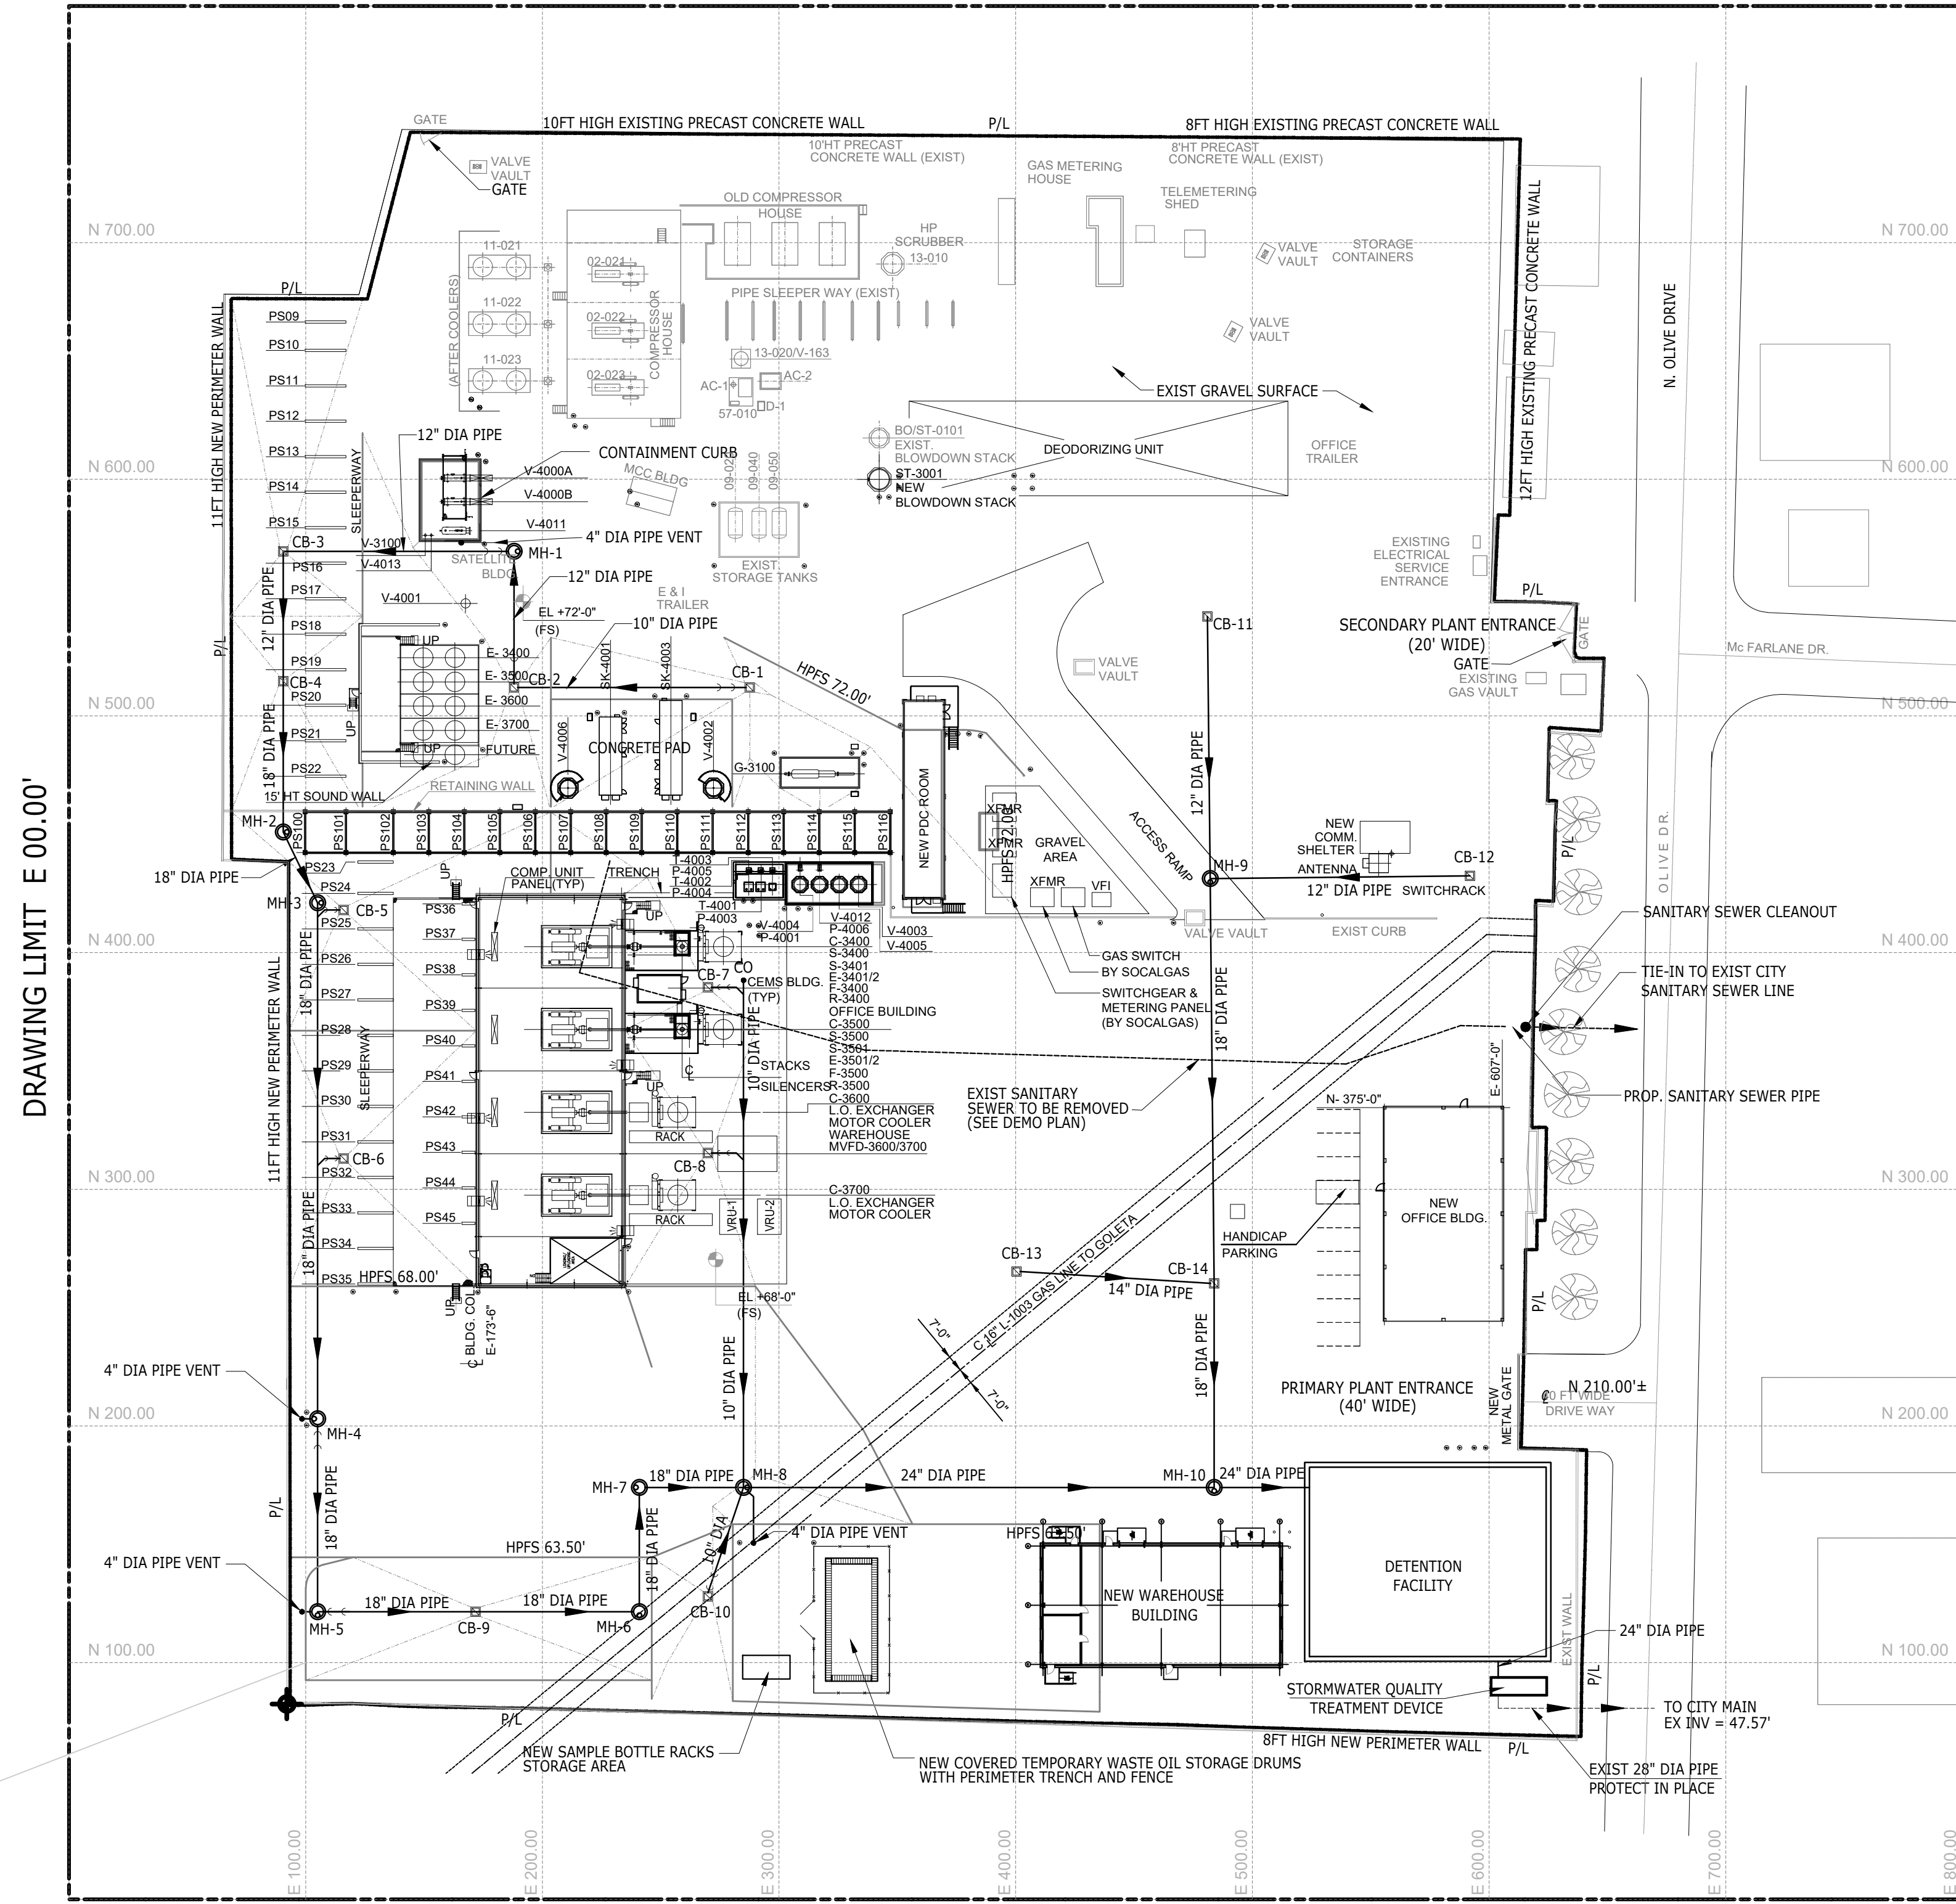 DRAWING LIMIT E 00.00'
GATE
10FT HIGH EXISTING PRECAST CONCRETE WALL
P/L
8FT HIGH EXISTING PRECAST CONCRETE WALL
10'HT PRECAST
CONCRETE WALL (EXIST)
8'HT PRECAST
CONCRETE WALL (EXIST)
VALVE
VAULT
GATE
GAS METERING
HOUSE
TELEMETERING
SHED
OLD COMPRESSOR
HOUSE
HP
SCRUBBER
13-010
N 700.00
N 700.00
11-021
02-021
VALVE
VAULT
STORAGE
CONTAINERS
12FT HIGH EXISTING PRECAST CONCRETE WALL
N. OLIVE DRIVE
P/L
PIPE SLEEPER WAY (EXIST)
11-022
02-022
11-023
02-023
(AFTER COOLERS)
COMPRESSOR
HOUSE
VALVE
VAULT
11FT HIGH NEW PERIMETER WALL
PS09
PS10
PS11
PS12
PS13
PS14
PS15
13-020/V-163
AC-1
AC-2
57-010
D-1
EXIST GRAVEL SURFACE
12" DIA PIPE
CONTAINMENT CURB
BO/ST-0101
EXIST.
BLOWDOWN STACK
DEODORIZING UNIT
OFFICE
TRAILER
N 600.00
N 600.00
ST-3001
NEW
BLOWDOWN STACK
SLEEPERWAY
V-4000A
V-4000B
V-4011
MCC BLDG
09-040
09-050
4" DIA PIPE VENT
CB-3
V-3100
V-4013
SATELLITE
BLDG
MH-1
EXIST.
STORAGE TANKS
EXISTING
ELECTRICAL
SERVICE
ENTRANCE
PS16
PS17
PS18
PS19
PS20
PS21
PS22
12" DIA PIPE
12" DIA PIPE
V-4001
E & I
TRAILER
EL +72'-0"
(FS)
10" DIA PIPE
P/L
P/L
CB-11
SECONDARY PLANT ENTRANCE
(20' WIDE)
GATE
GATE
EXISTING
GAS VAULT
Mc FARLANE DR.
UP
E- 3400
E- 3500
E- 3600
E- 3700
FUTURE
UP
UP
CB-4
CB-2
CB-1
SK-4001
SK-4003
HPFS 72.00'
VALVE
VAULT
N 500.00
N 500.00
18" DIA PIPE
V-4006
V-4002
CONCRETE PAD
G-3100
15' HT SOUND WALL
RETAINING WALL
NEW PDC ROOM
12" DIA PIPE
MH-2
PS100
PS101
PS102
PS103
PS104
PS105
PS106
PS107
PS108
PS109
PS110
PS111
PS112
PS113
PS114
PS115
PS116
XFMR
XFMR
GRAVEL
AREA
ACCESS RAMP
NEW
COMM.
SHELTER
ANTENNA
CB-12
MH-9
12" DIA PIPE
SWITCHRACK
P/L
OLIVE DR.
18" DIA PIPE
PS23
PS24
PS25
PS26
PS27
PS28
PS29
PS30
PS31
PS32
PS33
PS34
PS35
MH-3
CB-5
UP
COMP. UNIT
PANEL(TYP)
TRENCH
T-4003
P-4005
T-4002
P-4004
T-4001
P-4003
V-4004
P-4001
XFMR
VFI
PS36
PS37
PS38
PS39
PS40
PS41
PS42
PS43
PS44
PS45
UP
V-4012
P-4006
C-3400
S-3400
S-3401
E-3401/2
F-3400
R-3400
OFFICE BUILDING
C-3500
S-3500
S-3501
E-3501/2
F-3500
R-3500
C-3600
L.O. EXCHANGER
MOTOR COOLER
WAREHOUSE
MVFD-3600/3700
C-3700
L.O. EXCHANGER
MOTOR COOLER
V-4003
V-4005
VALVE VAULT
EXIST CURB
SANITARY SEWER CLEANOUT
N 400.00
N 400.00
CO
CB-7
CEMS BLDG.
(TYP)
GAS SWITCH
BY SOCALGAS
SWITCHGEAR &
METERING PANEL
(BY SOCALGAS)
TIE-IN TO EXIST CITY
SANITARY SEWER LINE
11FT HIGH NEW PERIMETER WALL
18" DIA PIPE
SLEEPERWAY
10" DIA PIPE
18" DIA PIPE
STACKS
SILENCERS
UP
EXIST SANITARY
SEWER TO BE REMOVED
(SEE DEMO PLAN)
E- 607'-0"
N- 375'-0"
PROP. SANITARY SEWER PIPE
RACK
CB-6
CB-8
N 300.00
N 300.00
18" DIA PIPE
RACK
VRU-1
VRU-2
NEW
OFFICE BLDG.
HANDICAP
PARKING
C 16" L-1003 GAS LINE TO GOLETA
HPFS 68.00'
UP
BLDG. COL
E-173'-6"
EL +68'-0"
(FS)
CB-13
CB-14
14" DIA PIPE
P/L
7'-0"
7'-0"
4" DIA PIPE VENT
10" DIA PIPE
18" DIA PIPE
PRIMARY PLANT ENTRANCE
(40' WIDE)
NEW
METAL GATE
N 210.00'±
DRIVE WAY
N 200.00
N 200.00
MH-4
MH-7
18" DIA PIPE
MH-8
24" DIA PIPE
MH-10
24" DIA PIPE
P/L
18" DIA PIPE
4" DIA PIPE VENT
HPFS 63.50'
18" DIA PIPE
10" DIA
4" DIA PIPE VENT
HPFS 63.50'
DETENTION
FACILITY
18" DIA PIPE
18" DIA PIPE
MH-5
CB-9
MH-6
CB-10
NEW WAREHOUSE
BUILDING
24" DIA PIPE
EXIST WALL
N 100.00
N 100.00
P/L
STORMWATER QUALITY
TREATMENT DEVICE
TO CITY MAIN
EX INV = 47.57'
P/L
NEW SAMPLE BOTTLE RACKS
STORAGE AREA
NEW COVERED TEMPORARY WASTE OIL STORAGE DRUMS
WITH PERIMETER TRENCH AND FENCE
8FT HIGH NEW PERIMETER WALL
P/L
EXIST 28" DIA PIPE
PROTECT IN PLACE
E 100.00
E 200.00
E 300.00
E 400.00
E 500.00
E 600.00
E 700.00
E 800.00